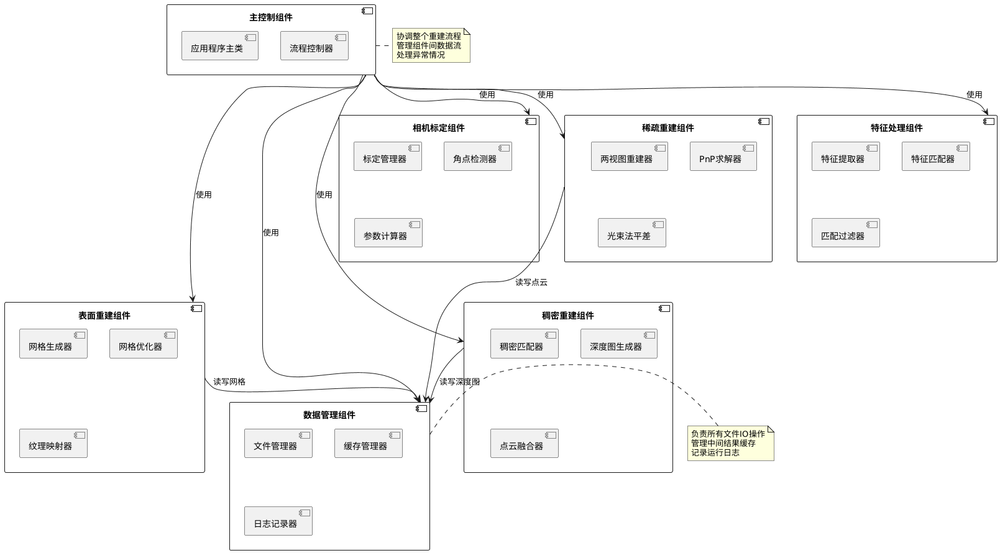 主控制组件
应用程序主类
流程控制器
协调整个重建流程
管理组件间数据流
处理异常情况
使用
使用
使用
相机标定组件
标定管理器
角点检测器
参数计算器
稀疏重建组件
两视图重建器
PnP求解器
光束法平差
特征处理组件
特征提取器
特征匹配器
匹配过滤器
使用
使用
使用
读写点云
表面重建组件
网格生成器
网格优化器
纹理映射器
稠密重建组件
稠密匹配器
深度图生成器
点云融合器
读写网格
读写深度图
数据管理组件
文件管理器
缓存管理器
日志记录器
负责所有文件IO操作
管理中间结果缓存
记录运行日志